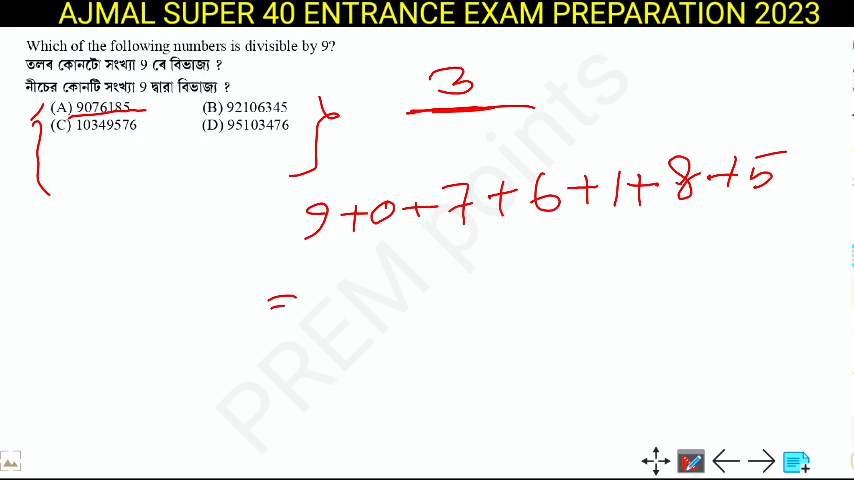 AJMAL SUPER 40 ENTRANCE EXAM PREPARATION 2023
Which of the following numbers is divisible by 9?
তলৰ কোনটো সংখ্যা 9 ৰে বিভাজ্য ?
নীচের কোনটি সংখ্যা 9 দ্বারা বিভাজ্য ?
(A) 9076185 (B) 92106345
(C) 10349576 (D) 95103476
3
9+0+7+6+1+8+5
=
PREM points